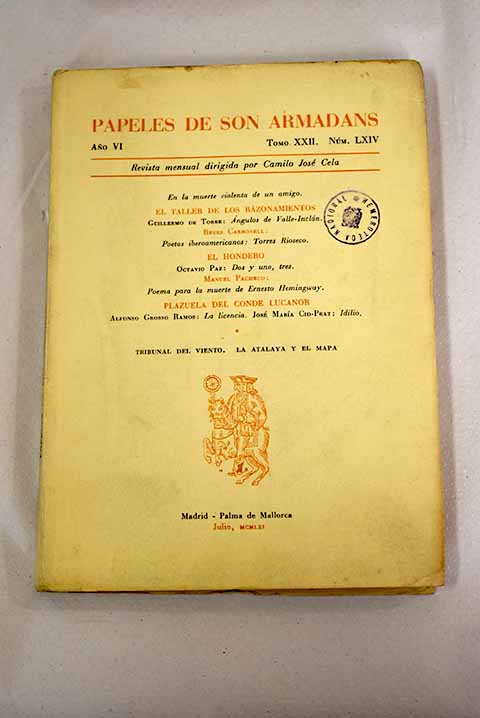 PAPELES DE SON ARMADANS
AÑO VI TOMO XXII. NÚM. LXIV
Revista mensual dirigida por Camilo José Cela
En la muerte violenta de un amigo.
EL TALLER DE LOS RAZONAMIENTOS
GUILLERMO DE TORRE: Ángulos de Valle-Inclán.
REYES CARBONELL:
Poetas iberoamericanos: Torres Rioseco.
EL HONDERO
OCTAVIO PAZ: Dos y uno, tres.
MANUEL PACHECO:
Poema para la muerte de Ernesto Hemingway.
PLAZUELA DEL CONDE LUCANOR
ALFONSO GROSSO RAMOS: La licencia. JOSÉ MARÍA CID-PRAT: Idilio.
TRIBUNAL DEL VIENTO. LA ATALAYA Y EL MAPA
Madrid - Palma de Mallorca
Julio, MCMLXI
HEMEROTECA NACIONAL